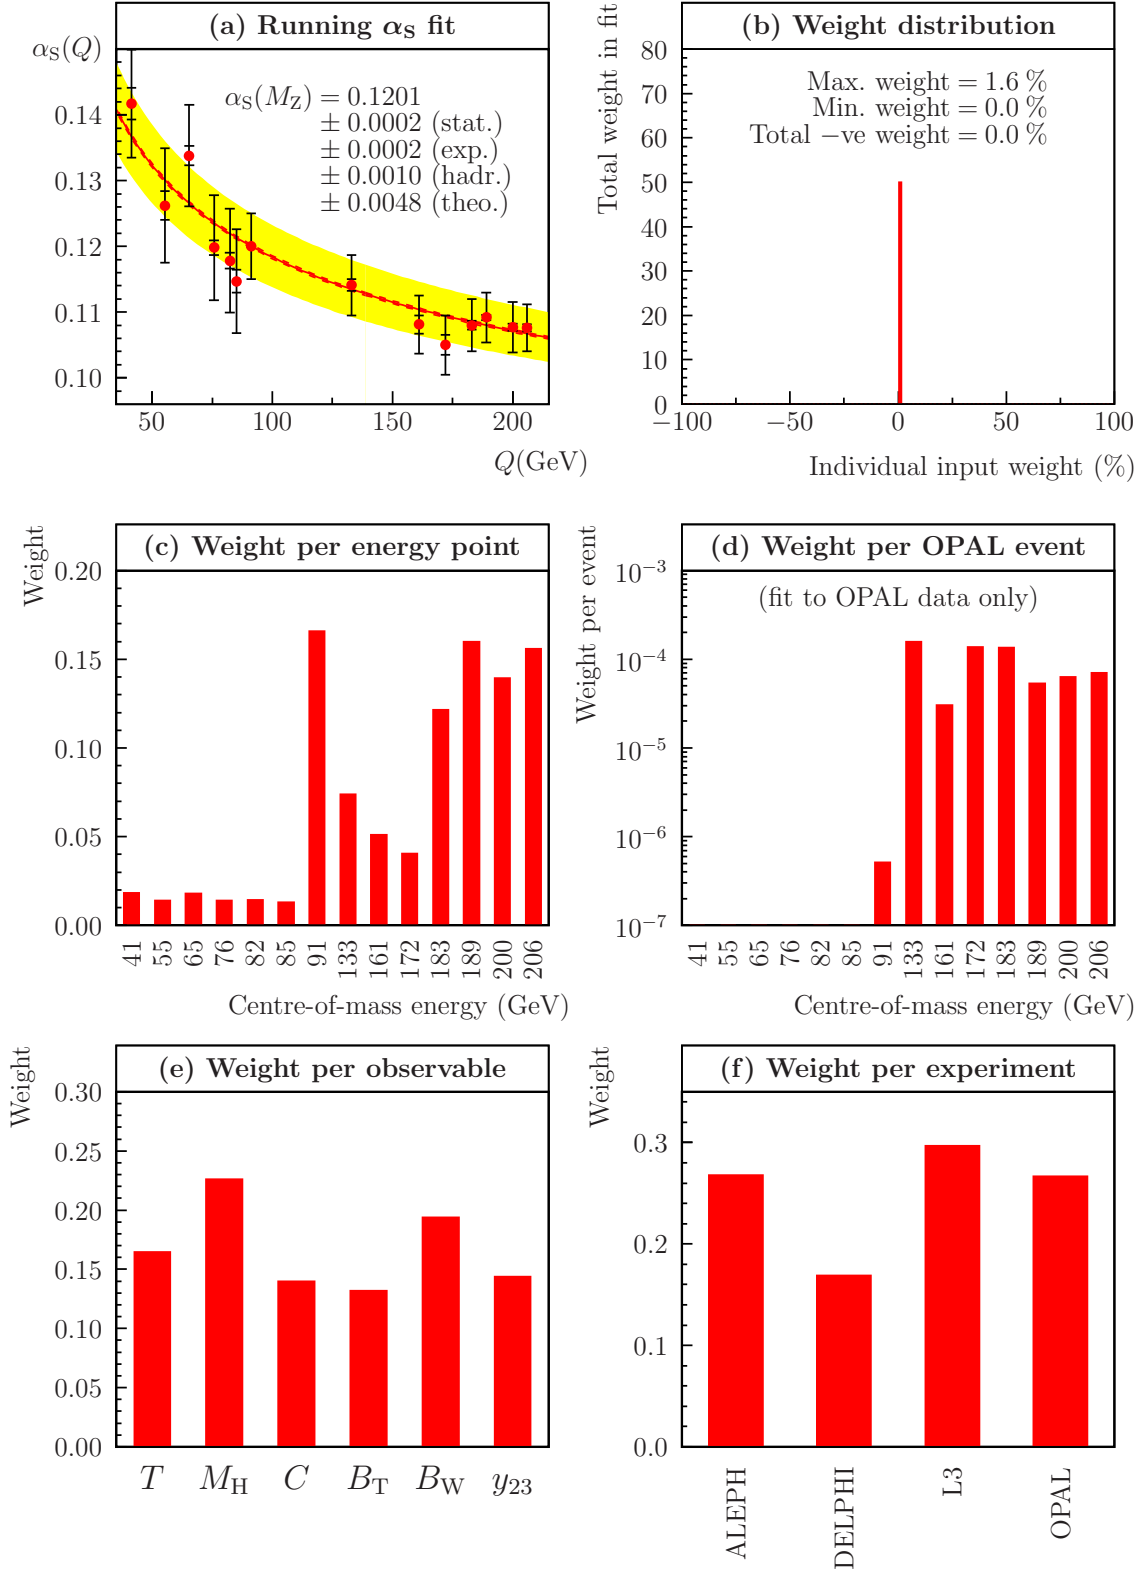 (a) Running αS fit
αS(Q)
0.14
0.13
0.12
0.11
0.10
αS(MZ) = 0.1201
± 0.0002 (stat.)
± 0.0002 (exp.)
± 0.0010 (hadr.)
± 0.0048 (theo.)
50
100
150
200
Q(GeV)
(b) Weight distribution
Total weight in fit
80
70
60
50
40
30
20
10
0
Max. weight = 1.6 %
Min. weight = 0.0 %
Total −ve weight = 0.0 %
−100
−50
0
50
100
Individual input weight (%)
(c) Weight per energy point
Weight
0.20
0.15
0.10
0.05
0.00
41
55
65
76
82
85
91
133
161
172
183
189
200
206
Centre-of-mass energy (GeV)
(d) Weight per OPAL event
Weight per event
(fit to OPAL data only)
10−3
10−4
10−5
10−6
10−7
41
55
65
76
82
85
91
133
161
172
183
189
200
206
Centre-of-mass energy (GeV)
(e) Weight per observable
Weight
0.30
0.25
0.20
0.15
0.10
0.05
0.00
T
MH
C
BT
BW
y23
(f) Weight per experiment
Weight
0.3
0.2
0.1
0.0
ALEPH
DELPHI
L3
OPAL